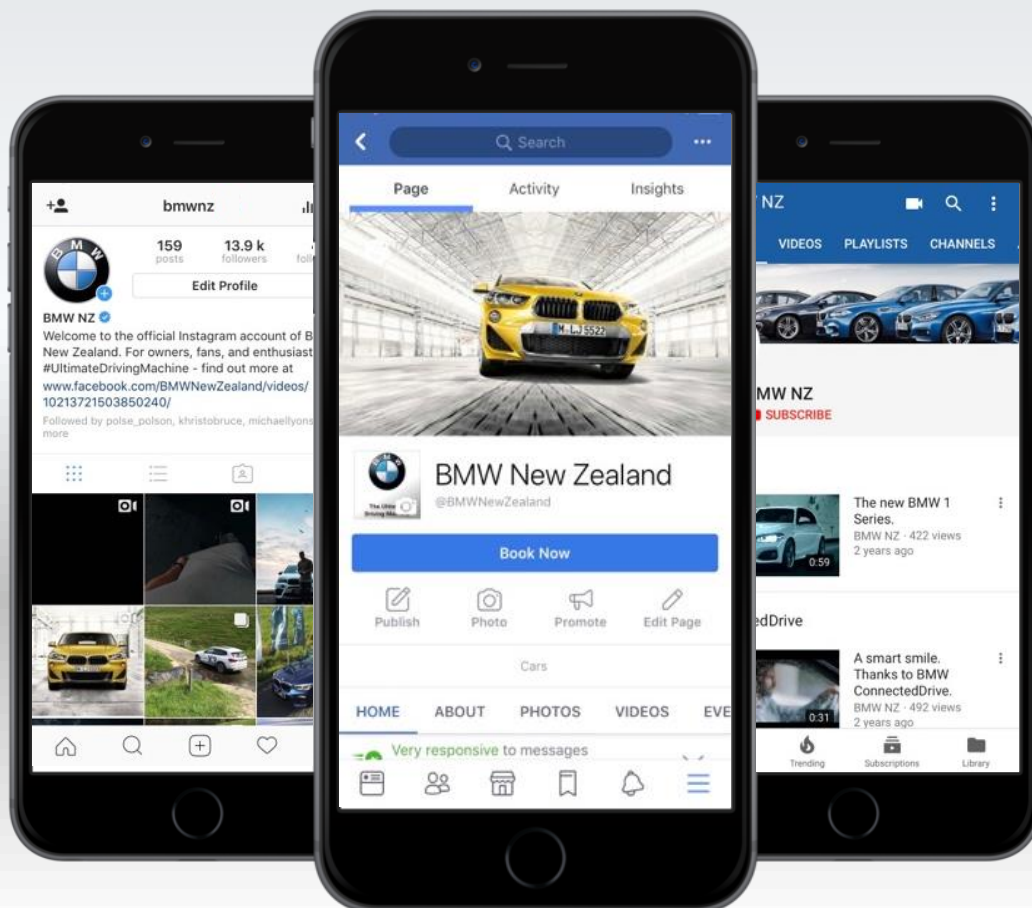 bmwnz
159
13.9 k
posts
followers
Edit Profile
BMW NZ
Welcome to the official Instagram account of B
New Zealand. For owners, fans, and enthusiast
#UltimateDrivingMachine - find out more at
www.facebook.com/BMWNewZealand/videos/
10213721503850240/
Followed by polse_polson, khristobruce, michaellyons
more
Search
Page Activity Insights
M·LJ5522
BMW New Zealand
@BMWNewZealand
Book Now
Publish Photo Promote Edit Page
Cars
HOME ABOUT PHOTOS VIDEOS EVE
Very responsive to messages
NZ
VIDEOS PLAYLISTS CHANNELS
MW NZ
SUBSCRIBE
The new BMW 1
Series.
BMW NZ · 422 views
2 years ago
0:59
edDrive
A smart smile.
Thanks to BMW
ConnectedDrive.
BMW NZ · 492 views
2 years ago
0:31
Trending Subscriptions Library